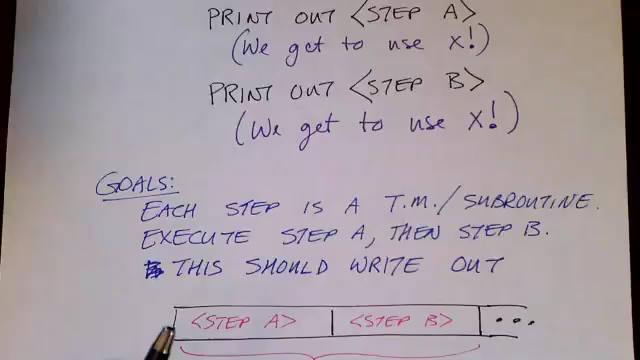 PRINT OUT <STEP A>
(We get to use x!)
PRINT OUT <STEP B>
(We get to use x!)
GOALS:
EACH STEP IS A T.M./SUBROUTINE.
EXECUTE STEP A, THEN STEP B.
THIS SHOULD WRITE OUT
<STEP A> <STEP B> ...